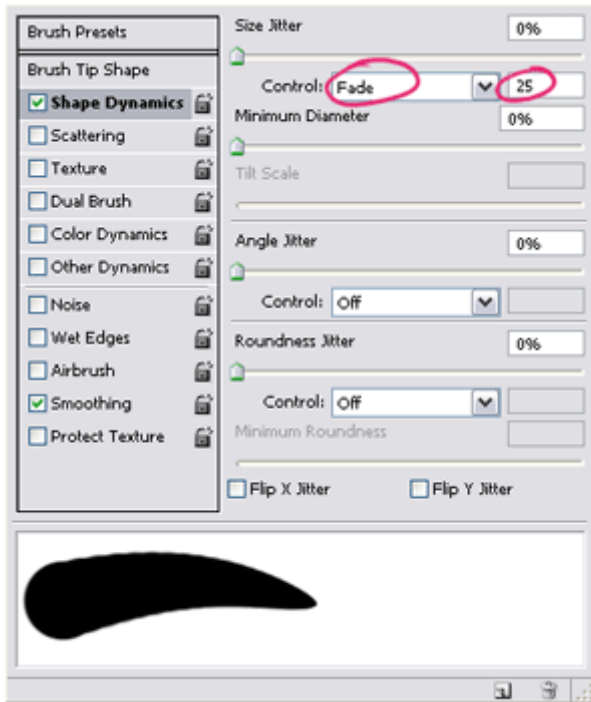 Brush Presets
Brush Tip Shape
Shape Dynamics
Scattering
Texture
Dual Brush
Color Dynamics
Other Dynamics
Noise
Wet Edges
Airbrush
Smoothing
Protect Texture
Size Jitter 0%
Control: Fade 25
Minimum Diameter 0%
Tilt Scale
Angle Jitter 0%
Control: Off
Roundness Jitter 0%
Control: Off
Minimum Roundness
Flip X Jitter Flip Y Jitter